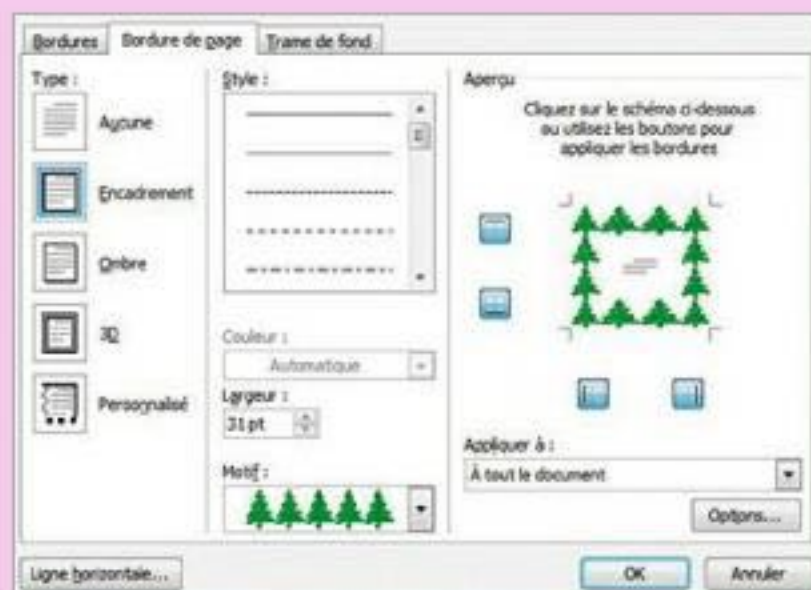 Bordures
Bordure de page
Trame de fond
Type :
Aucune
Encadrement
Ombre
3D
Personnalisé
Style :
Couleur :
Automatique
Largeur :
31 pt
Motif :
Aperçu
Cliquez sur le schéma ci-dessous
ou utilisez les boutons pour
appliquer les bordures
Appliquer à :
À tout le document
Options...
Ligne horizontale...
OK
Annuler